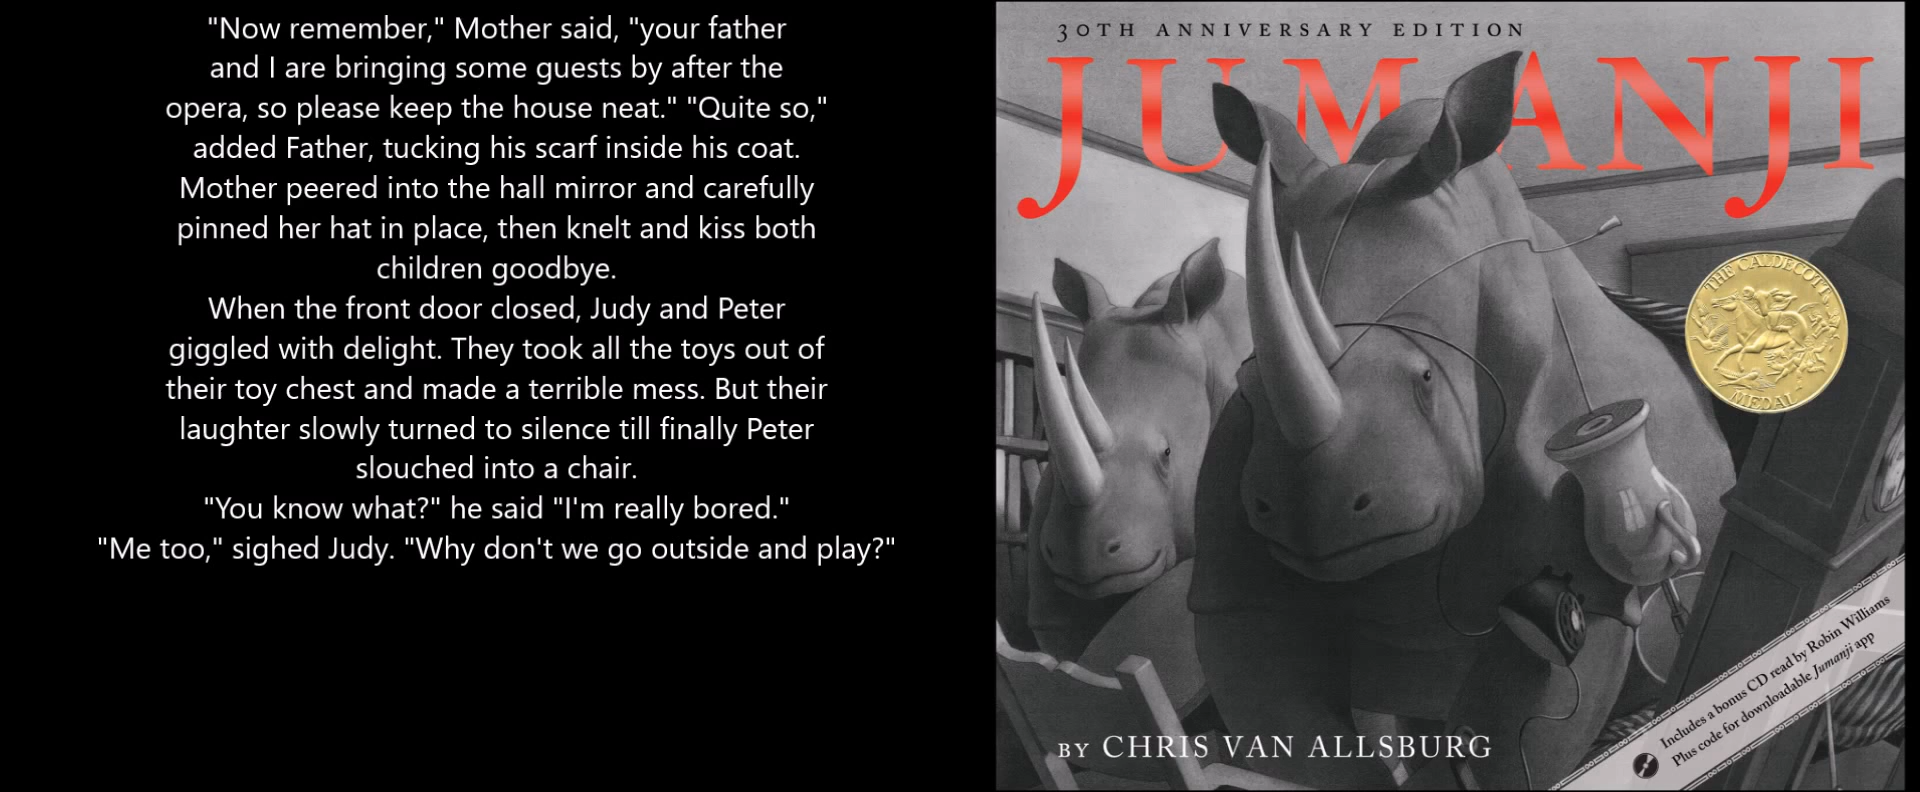 "Now remember," Mother said, "your father
and I are bringing some guests by after the
opera, so please keep the house neat." "Quite so,"
added Father, tucking his scarf inside his coat.
Mother peered into the hall mirror and carefully
pinned her hat in place, then knelt and kiss both
children goodbye.
When the front door closed, Judy and Peter
giggled with delight. They took all the toys out of
their toy chest and made a terrible mess. But their
laughter slowly turned to silence till finally Peter
slouched into a chair.
"You know what?" he said "I'm really bored."
"Me too," sighed Judy. "Why don't we go outside and play?"
30TH ANNIVERSARY EDITION
JUMANJI
THE CALDECOTT
MEDAL
Includes a bonus CD read by Robin Williams
Plus code for downloadable Jumanji app
BY CHRIS VAN ALLSBURG